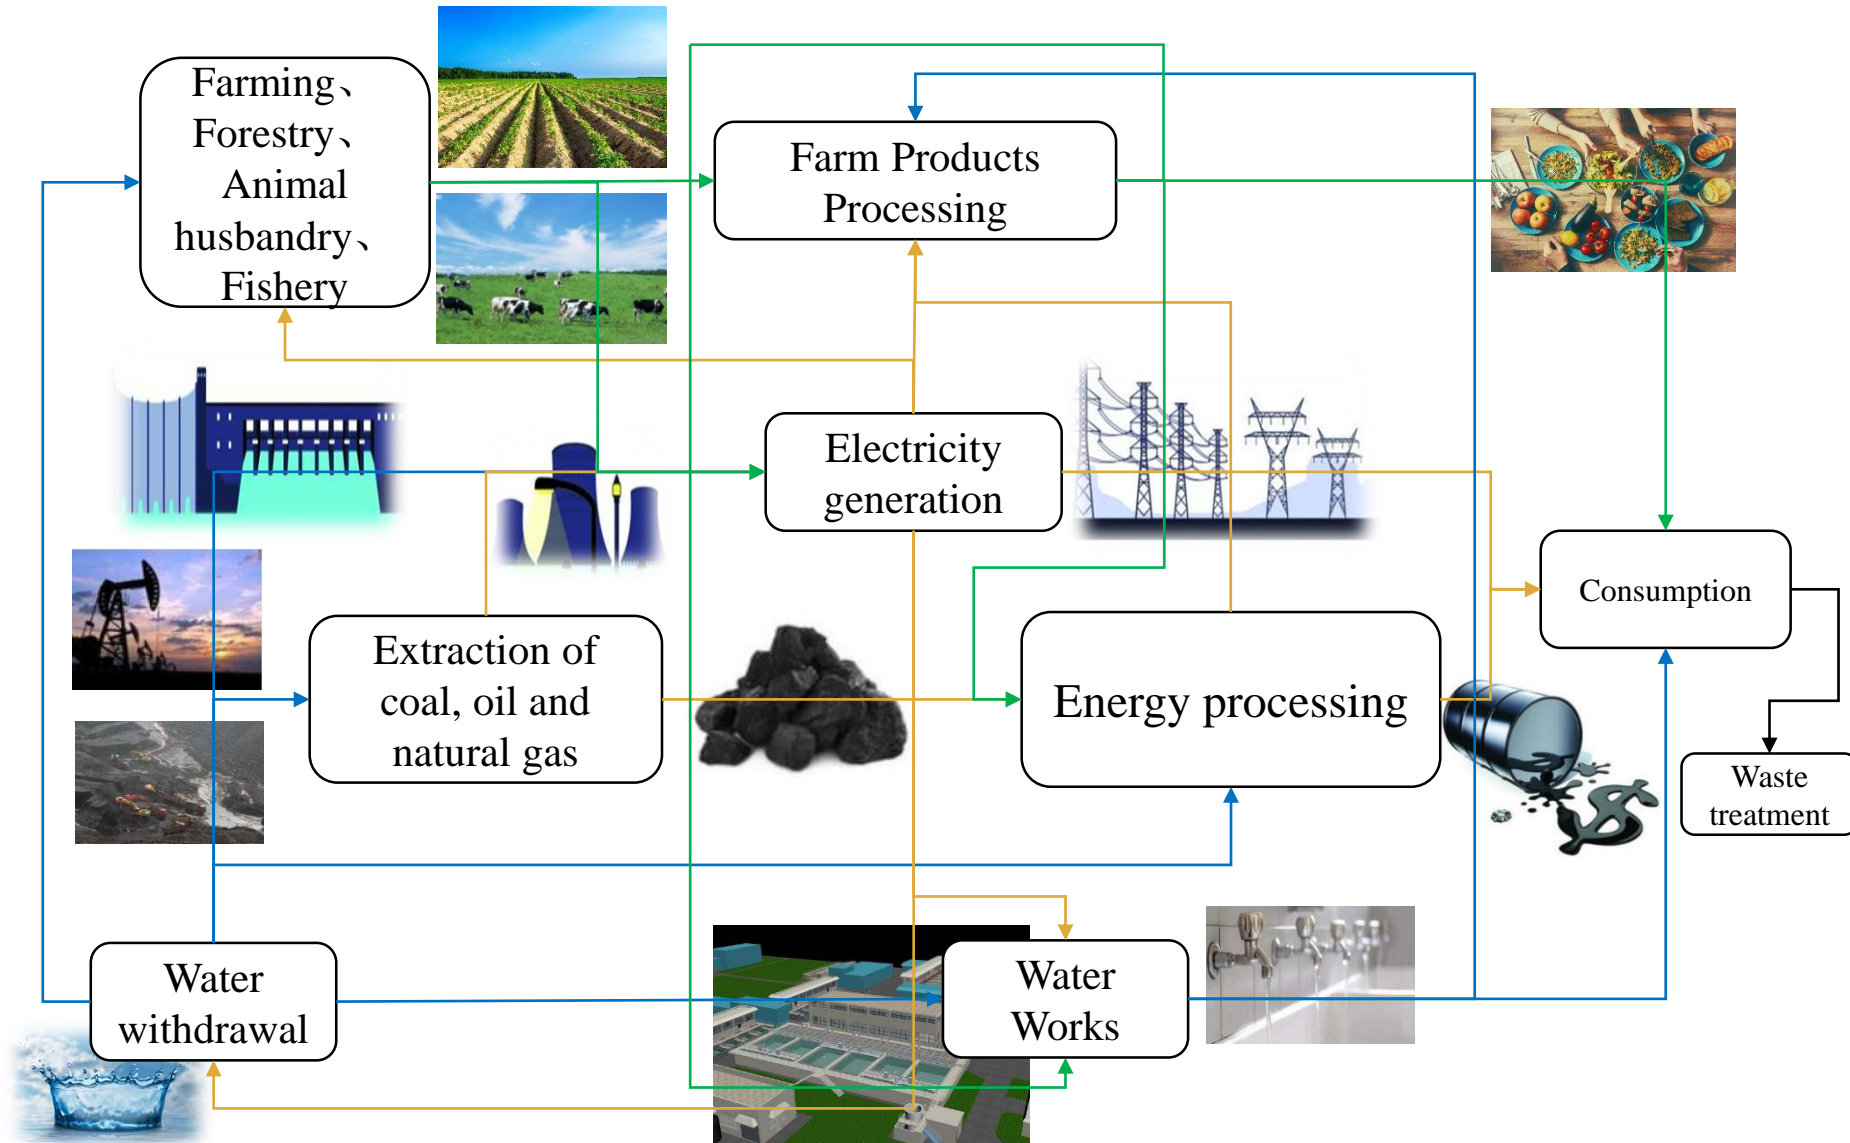 Farming、
Forestry、
Animal
husbandry、
Fishery
Farm Products
Processing
Electricity
generation
Consumption
Extraction of
coal, oil and
natural gas
Energy processing
Waste
treatment
Water
withdrawal
Water
Works